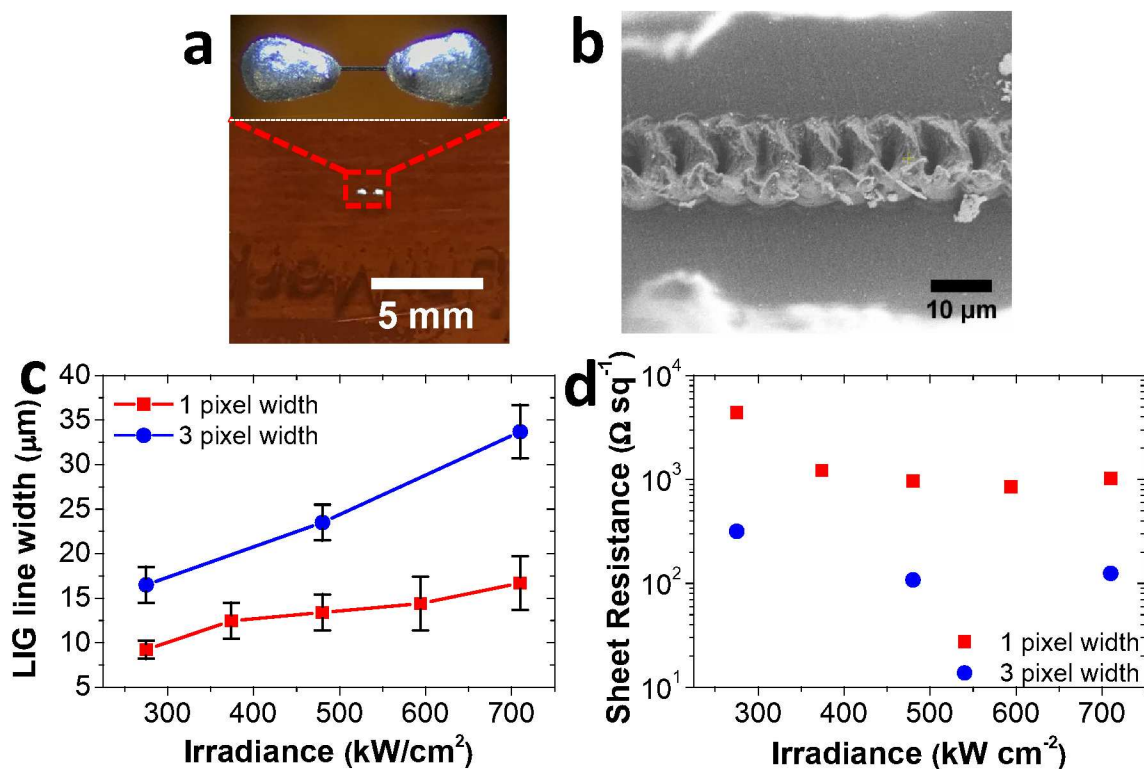 a
5 mm
b
10 μm
c
LIG line width (μm)
40
35
30
25
20
15
10
5
1 pixel width
3 pixel width
300 400 500 600 700
Irradiance (kW/cm²)
d
Sheet Resistance (Ω sq⁻¹)
10⁴
10³
10²
10¹
1 pixel width
3 pixel width
300 400 500 600 700
Irradiance (kW cm⁻²)